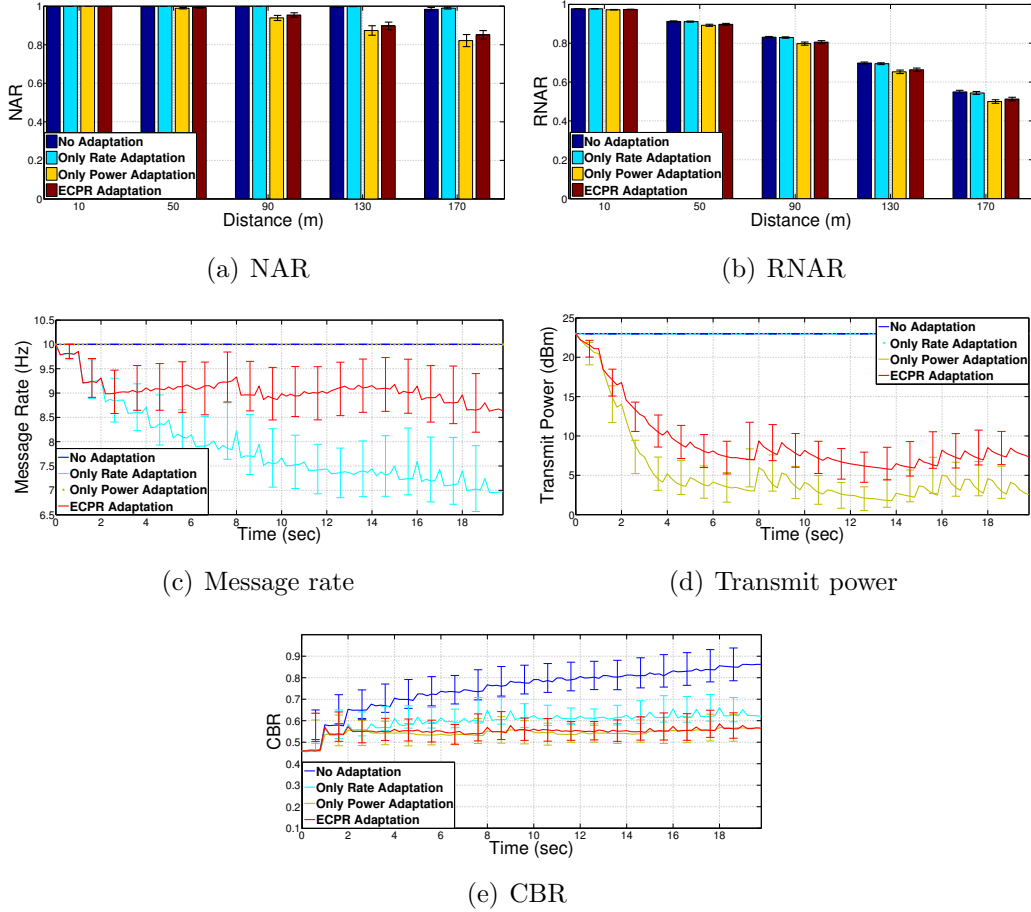 1
0.8
0.6
0.4
0.2
0
NAR
No Adaptation
Only Rate Adaptation
Only Power Adaptation
ECPR Adaptation
10 50 90 130 170
Distance (m)
(a) NAR
1
0.8
0.6
0.4
0.2
0
RNAR
No Adaptation
Only Rate Adaptation
Only Power Adaptation
ECPR Adaptation
10 50 90 130 170
Distance (m)
(b) RNAR
10.5
10
9.5
9
8.5
8
7.5
7
6.5
Message Rate (Hz)
No Adaptation
Only Rate Adaptation
Only Power Adaptation
ECPR Adaptation
0 2 4 6 8 10 12 14 16 18
Time (sec)
(c) Message rate
25
20
15
10
5
0
Transmit Power (dBm)
No Adaptation
Only Rate Adaptation
Only Power Adaptation
ECPR Adaptation
0 2 4 6 8 10 12 14 16 18
Time (sec)
(d) Transmit power
0.9
0.8
0.7
0.6
0.5
0.4
0.3
0.2
0.1
CBR
No Adaptation
Only Rate Adaptation
Only Power Adaptation
ECPR Adaptation
0 2 4 6 8 10 12 14 16 18
Time (sec)
(e) CBR